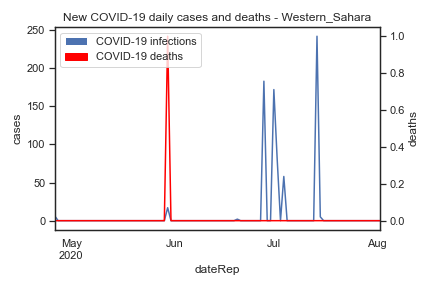 New COVID-19 daily cases and deaths - Western_Sahara
COVID-19 infections
COVID-19 deaths
250
200
150
100
50
0
cases
1.0
0.8
0.6
0.4
0.2
0.0
deaths
May
2020
Jun
Jul
Aug
dateRep